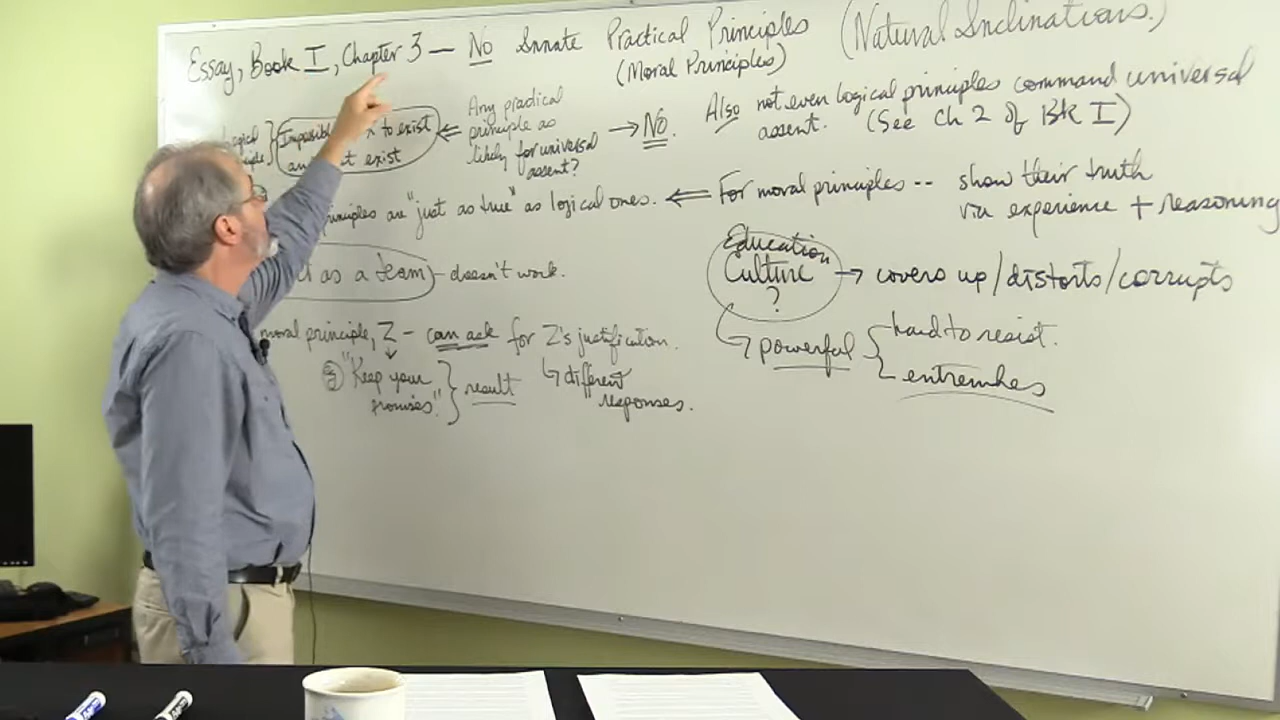 Essay, Book I, Chapter 3 — No Innate Practical Principles (Natural Inclinations.)
(Moral Principles)
Any practical
principle as
likely for universal
assent?
→ No.
Also not even logical principles command universal
assent. (See Ch 2 of Bk I)
x to exist
exist
principles are "just as true" as logical ones. ⇐ For moral principles -- show their truth
via experience + reasoning
as a team) - doesn't work.
Education
Culture
?
→ covers up/distorts/corrupts
↳ powerful { hard to resist.
entrenches
moral principle, Z - can ask for Z's justification.
↳ different
responses.
"Keep your
promises." } result